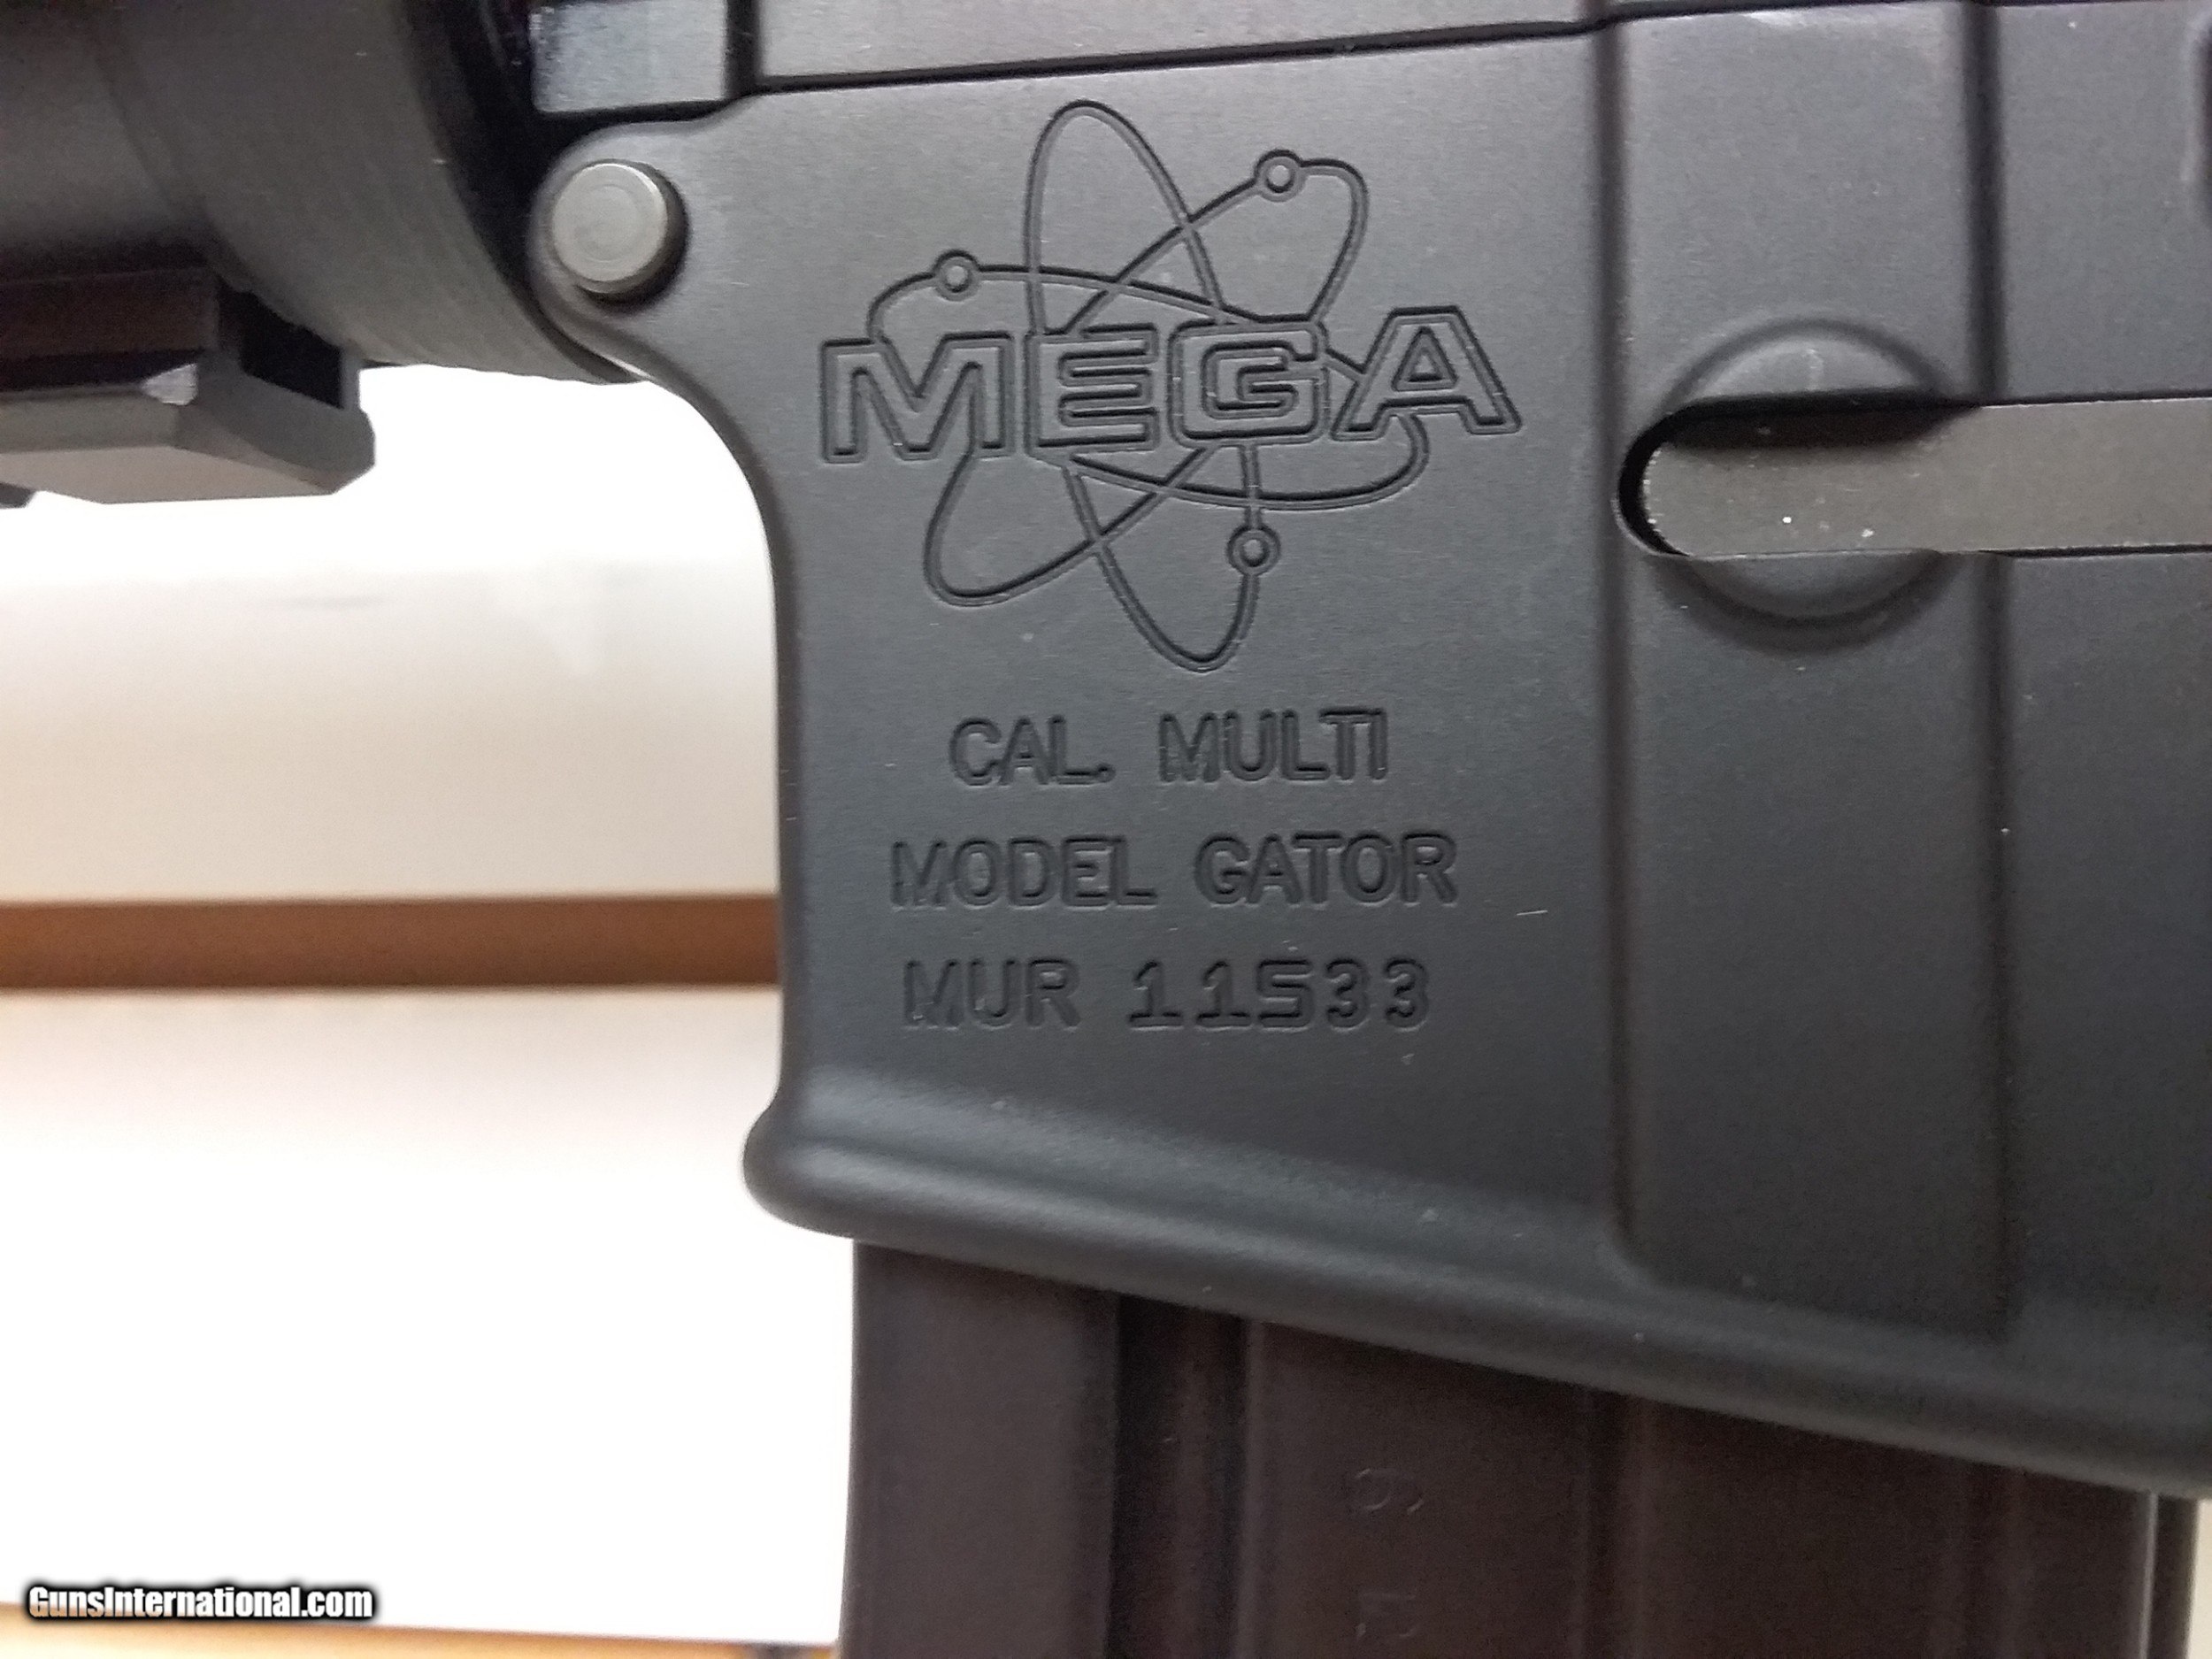 MEGA
CAL. MULTI
MODEL GATOR
MUR 11533
GunsInternational.com